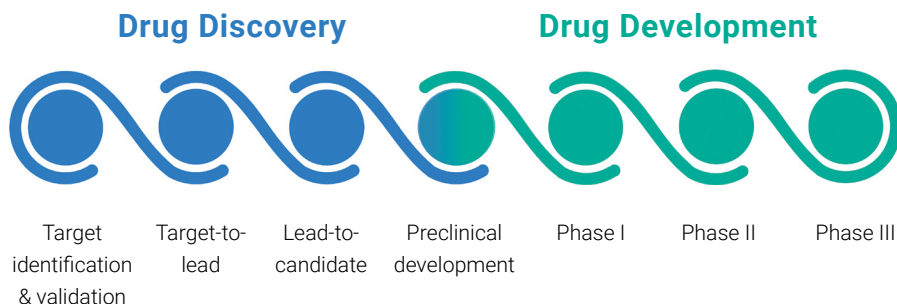 Drug Discovery
Drug Development
Target
identification
& validation
Target-to-
lead
Lead-to-
candidate
Preclinical
development
Phase I
Phase II
Phase III